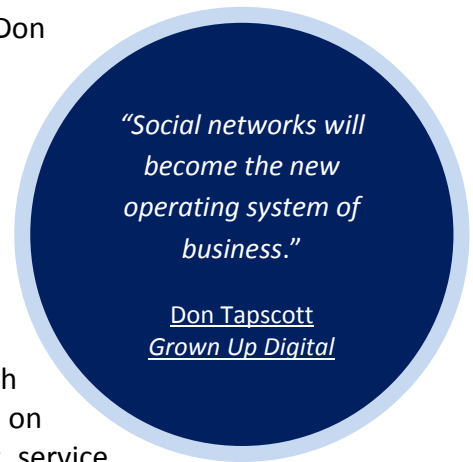 Don
“Social networks will
become the new
operating system of
business.”
Don Tapscott
Grown Up Digital
on
service